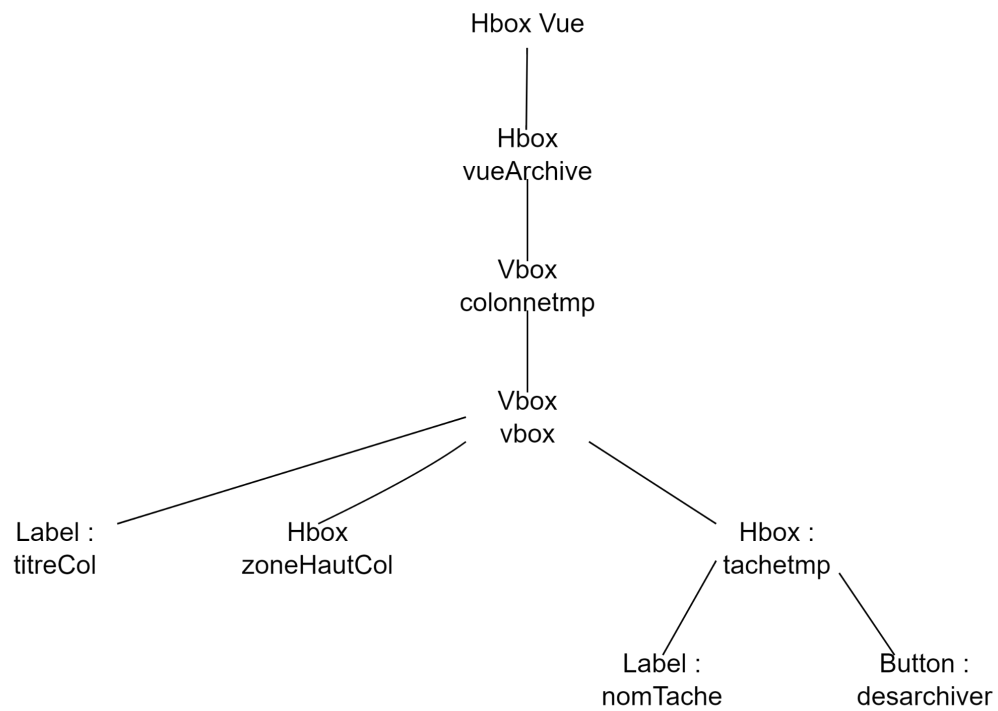 Hbox Vue
Hbox
vueArchive
Vbox
colonnetmp
Vbox
vbox
Label :
titreCol
Hbox
zoneHautCol
Hbox :
tachetmp
Label :
nomTache
Button :
desarchiver